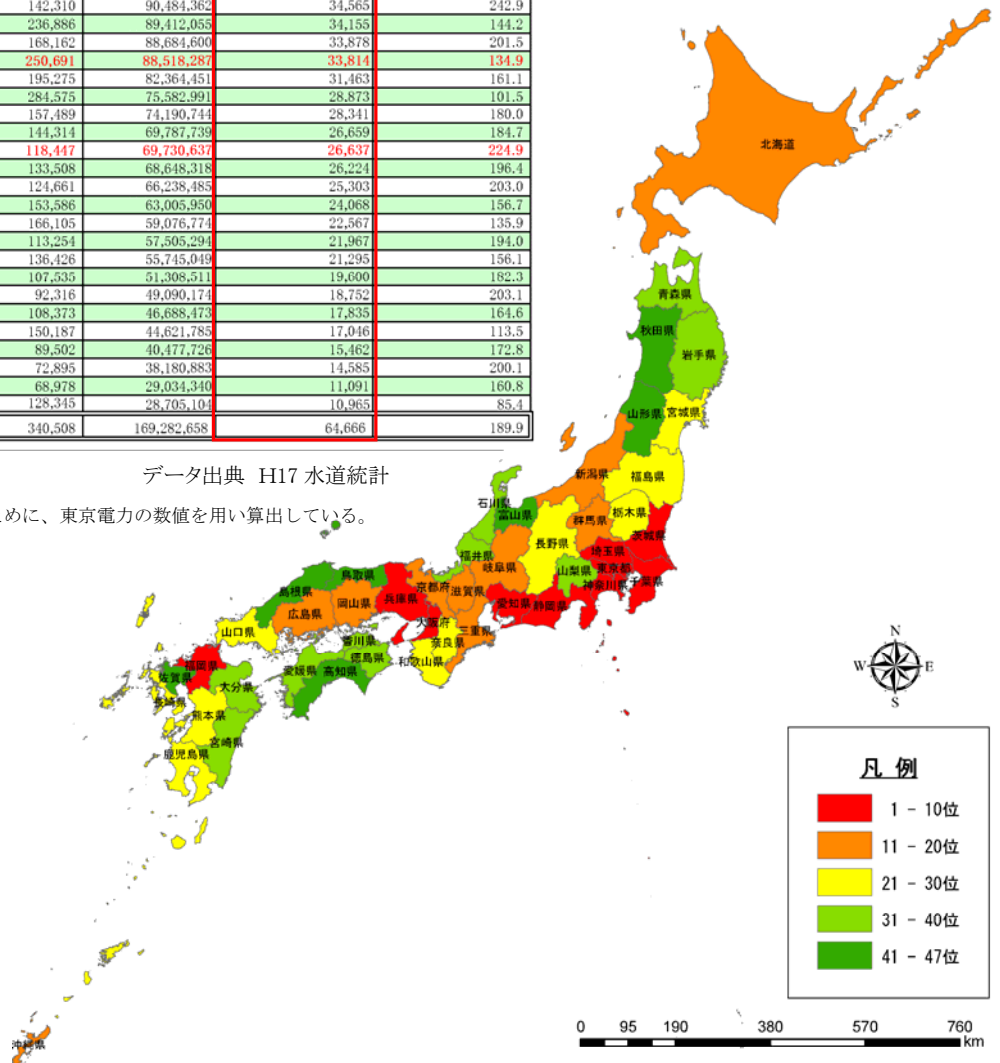 142,310 90,484,362 34,565 242.9
236,886 89,412,055 34,155 144.2
168,162 88,684,600 33,878 201.5
250,691 88,518,287 33,814 134.9
195,275 82,364,451 31,463 161.1
284,575 75,582,991 28,873 101.5
157,489 74,190,744 28,341 180.0
144,314 69,787,739 26,659 184.7
118,447 69,730,637 26,637 224.9
133,508 68,648,318 26,224 196.4
124,661 66,238,485 25,303 203.0
153,586 63,005,950 24,068 156.7
166,105 59,076,774 22,567 135.9
113,254 57,505,294 21,967 194.0
136,426 55,745,049 21,295 156.1
107,535 51,308,511 19,600 182.3
92,316 49,090,174 18,752 203.1
108,373 46,688,473 17,835 164.6
150,187 44,621,785 17,046 113.5
89,502 40,477,726 15,462 172.8
72,895 38,180,883 14,585 200.1
68,978 29,034,340 11,091 160.8
128,345 28,705,104 10,965 85.4
340,508 169,282,658 64,666 189.9
データ出典 H17 水道統計
めに、東京電力の数値を用い算出している。
北海道
青森県
秋田県
岩手県
山形県
宮城県
新潟県
福島県
石川県
富山県
栃木県
群馬県
茨城県
長野県
埼玉県
福井県
岐阜県
山梨県
東京都
千葉県
神奈川県
鳥取県
島根県
京都府
滋賀県
兵庫県
愛知県
静岡県
岡山県
広島県
大阪府
三重県
山口県
奈良県
香川県
徳島県
和歌山県
福岡県
愛媛県
高知県
佐賀県
大分県
長崎県
熊本県
宮崎県
鹿児島県
沖縄県
N
W E
S
凡 例
1 - 10位
11 - 20位
21 - 30位
31 - 40位
41 - 47位
0 95 190 380 570 760
km